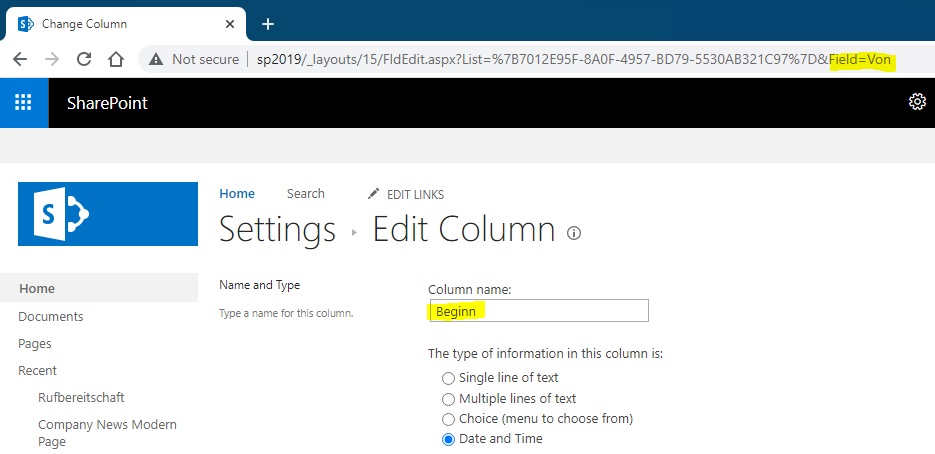 Change Column
Not secure sp2019/_layouts/15/FldEdit.aspx?List=%7B7012E95F-8A0F-4957-BD79-5530AB321C97%7D&Field=Von
SharePoint
S
Home Search EDIT LINKS
Settings Edit Column
Home
Documents
Pages
Recent
Rufbereitschaft
Company News Modern
Page
Name and Type
Type a name for this column.
Column name:
Beginn
The type of information in this column is:
Single line of text
Multiple lines of text
Choice (menu to choose from)
Date and Time